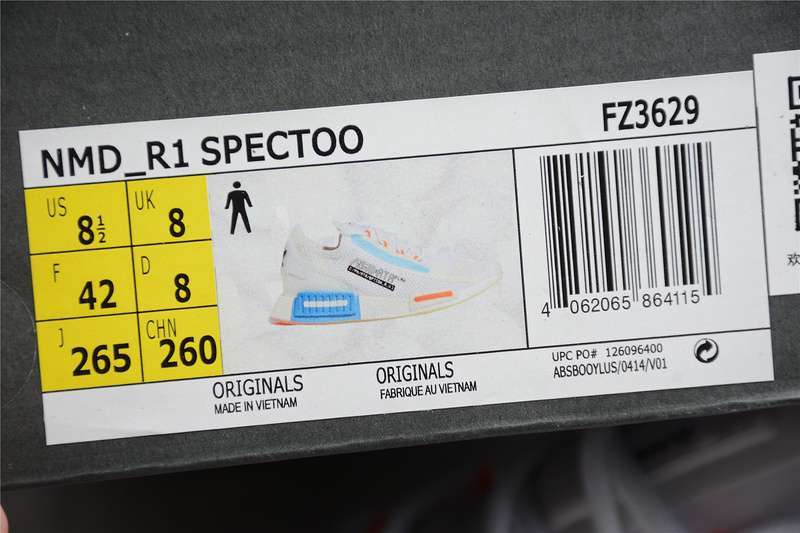 NMD_R1 SPECTOO
FZ3629
US 8½
UK 8
F 42
D 8
J 265
CHN 260
4 062065 864115
ORIGINALS
MADE IN VIETNAM
ORIGINALS
FABRIQUE AU VIETNAM
UPC PO# 126096400
ABSBOOYLUS/0414/V01
欢